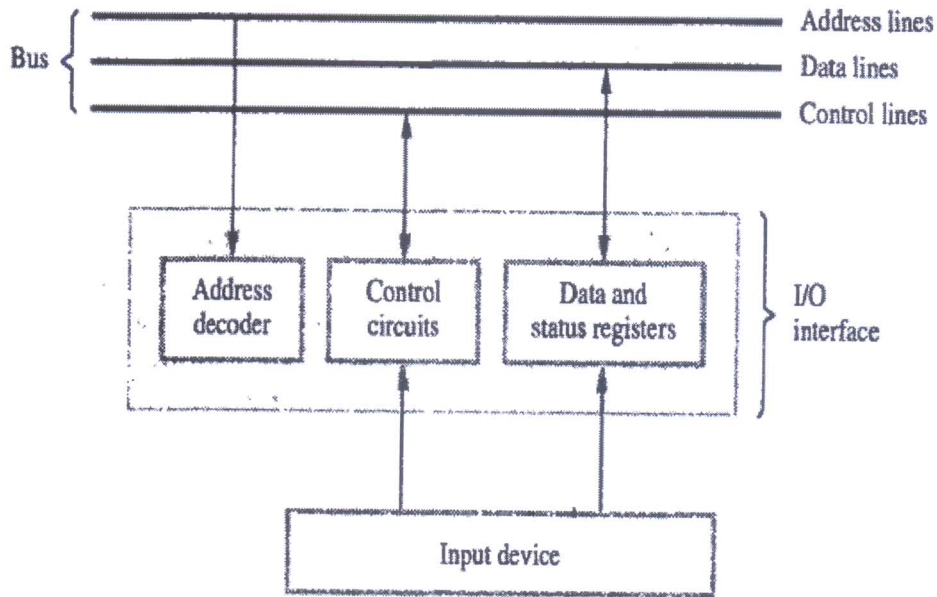 Address lines
Bus
Data lines
Control lines
Address
decoder
Control
circuits
Data and
status registers
I/O
interface
Input device